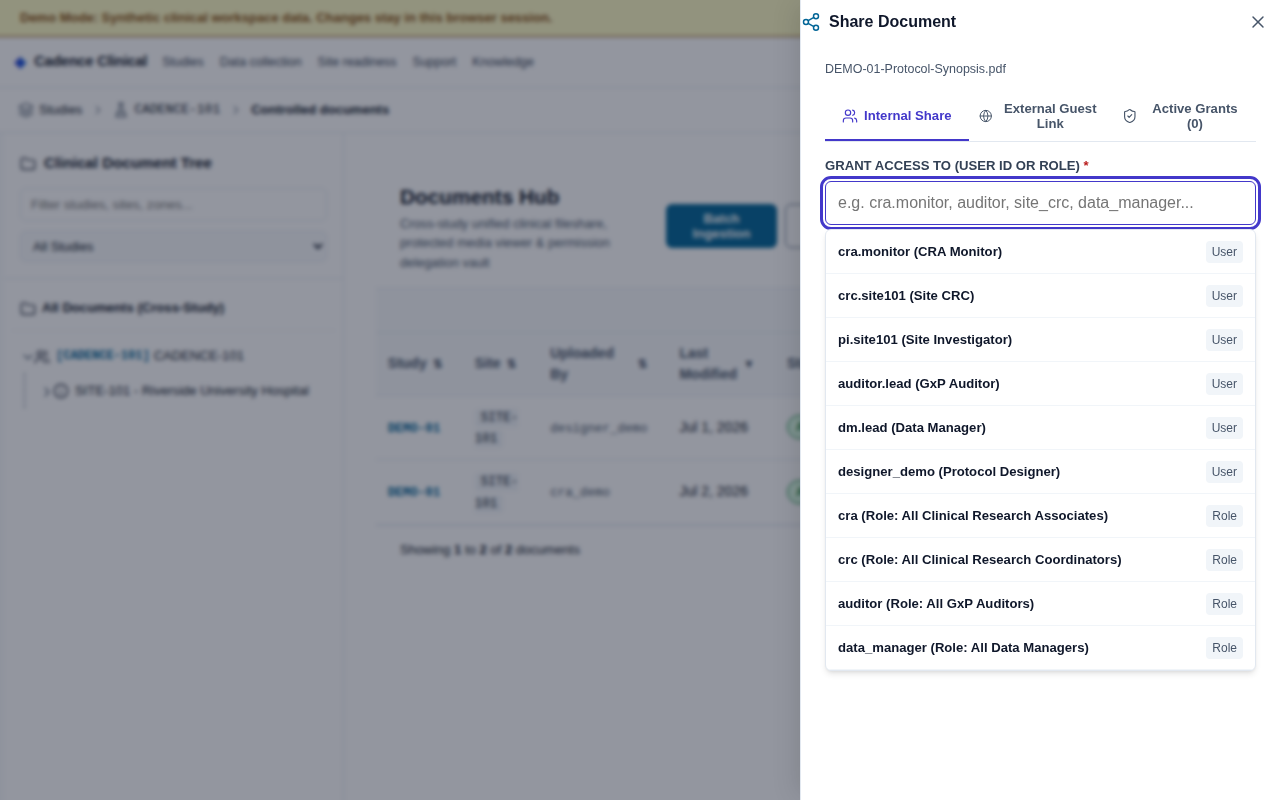 Demo Mode: Synthetic clinical workspace data. Changes stay in this browser session.
Cadence Clinical Studies Data collection Site readiness Support Knowledge
Studies CADENCE-101 Controlled documents
Clinical Document Tree
Filter studies, sites, zones...
All Studies
All Documents (Cross-Study)
[CADENCE-101] CADENCE-101
SITE-101 - Riverside University Hospital
Documents Hub
Cross-study unified clinical fileshare,
protected media viewer & permission
delegation vault
Batch
Ingestion
Study Site Uploaded By Last Modified
DEMO-01 SITE-101 designer_demo Jul 1, 2026
DEMO-01 SITE-101 cra_demo Jul 2, 2026
Showing 1 to 2 of 2 documents
Share Document
DEMO-01-Protocol-Synopsis.pdf
Internal Share
External Guest
Link
Active Grants
(0)
GRANT ACCESS TO (USER ID OR ROLE) *
e.g. cra.monitor, auditor, site_crc, data_manager...
cra.monitor (CRA Monitor) User
crc.site101 (Site CRC) User
pi.site101 (Site Investigator) User
auditor.lead (GxP Auditor) User
dm.lead (Data Manager) User
designer_demo (Protocol Designer) User
cra (Role: All Clinical Research Associates) Role
crc (Role: All Clinical Research Coordinators) Role
auditor (Role: All GxP Auditors) Role
data_manager (Role: All Data Managers) Role